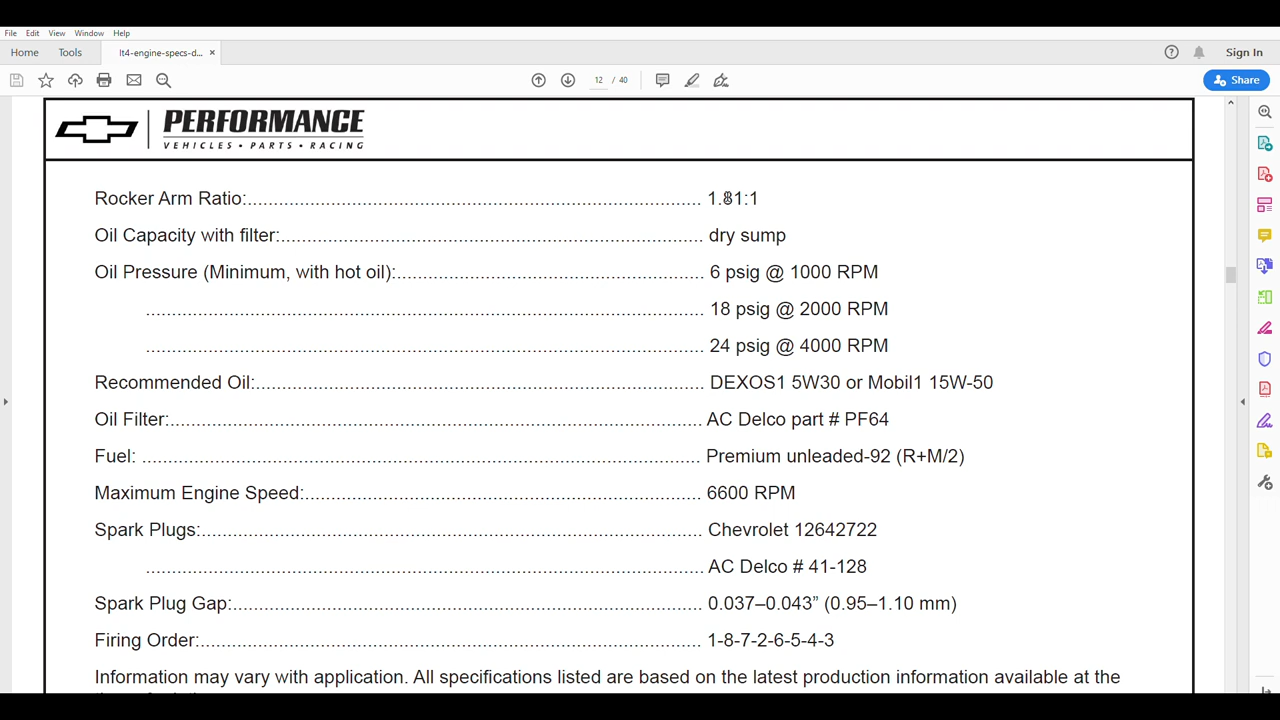 File Edit View Window Help
Home Tools lt4-engine-specs-d... × Sign In
12 / 40 Share
PERFORMANCE
VEHICLES • PARTS • RACING
Rocker Arm Ratio:...................................................................................... 1.81:1
Oil Capacity with filter:................................................................................ dry sump
Oil Pressure (Minimum, with hot oil):.......................................................... 6 psig @ 1000 RPM
.......................................................................................................... 18 psig @ 2000 RPM
.......................................................................................................... 24 psig @ 4000 RPM
Recommended Oil:..................................................................................... DEXOS1 5W30 or Mobil1 15W-50
Oil Filter:..................................................................................................... AC Delco part # PF64
Fuel: .......................................................................................................... Premium unleaded-92 (R+M/2)
Maximum Engine Speed:........................................................................... 6600 RPM
Spark Plugs:............................................................................................... Chevrolet 12642722
.......................................................................................................... AC Delco # 41-128
Spark Plug Gap:......................................................................................... 0.037–0.043” (0.95–1.10 mm)
Firing Order:............................................................................................... 1-8-7-2-6-5-4-3
Information may vary with application. All specifications listed are based on the latest production information available at the